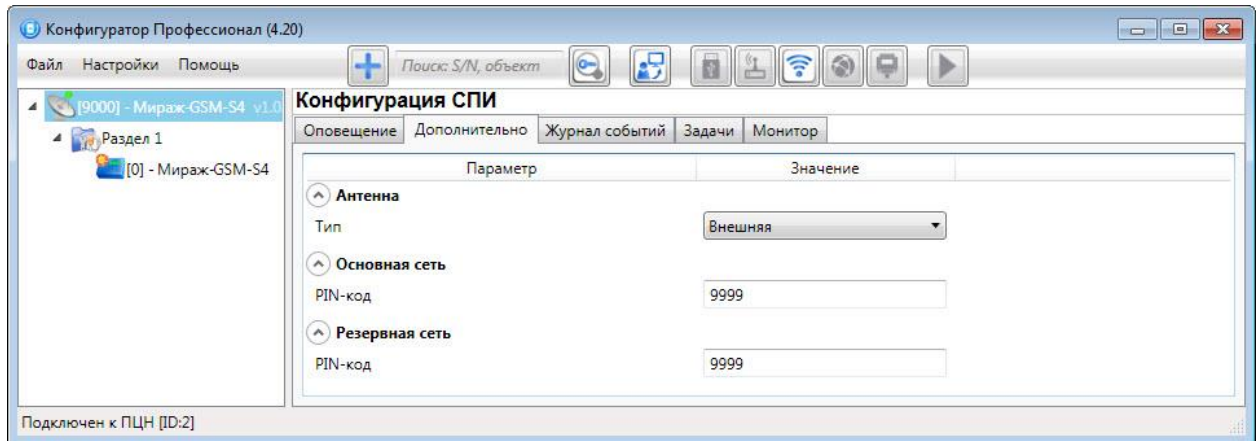 Конфигуратор Профессионал (4.20)
Файл Настройки Помощь Поиск: S/N, объект
[9000] - Мираж-GSM-S4 v1.0
Раздел 1
[0] - Мираж-GSM-S4
Конфигурация СПИ
Оповещение Дополнительно Журнал событий Задачи Монитор
Параметр Значение
Антенна
Тип Внешняя
Основная сеть
PIN-код 9999
Резервная сеть
PIN-код 9999
Подключен к ПЦН [ID:2]